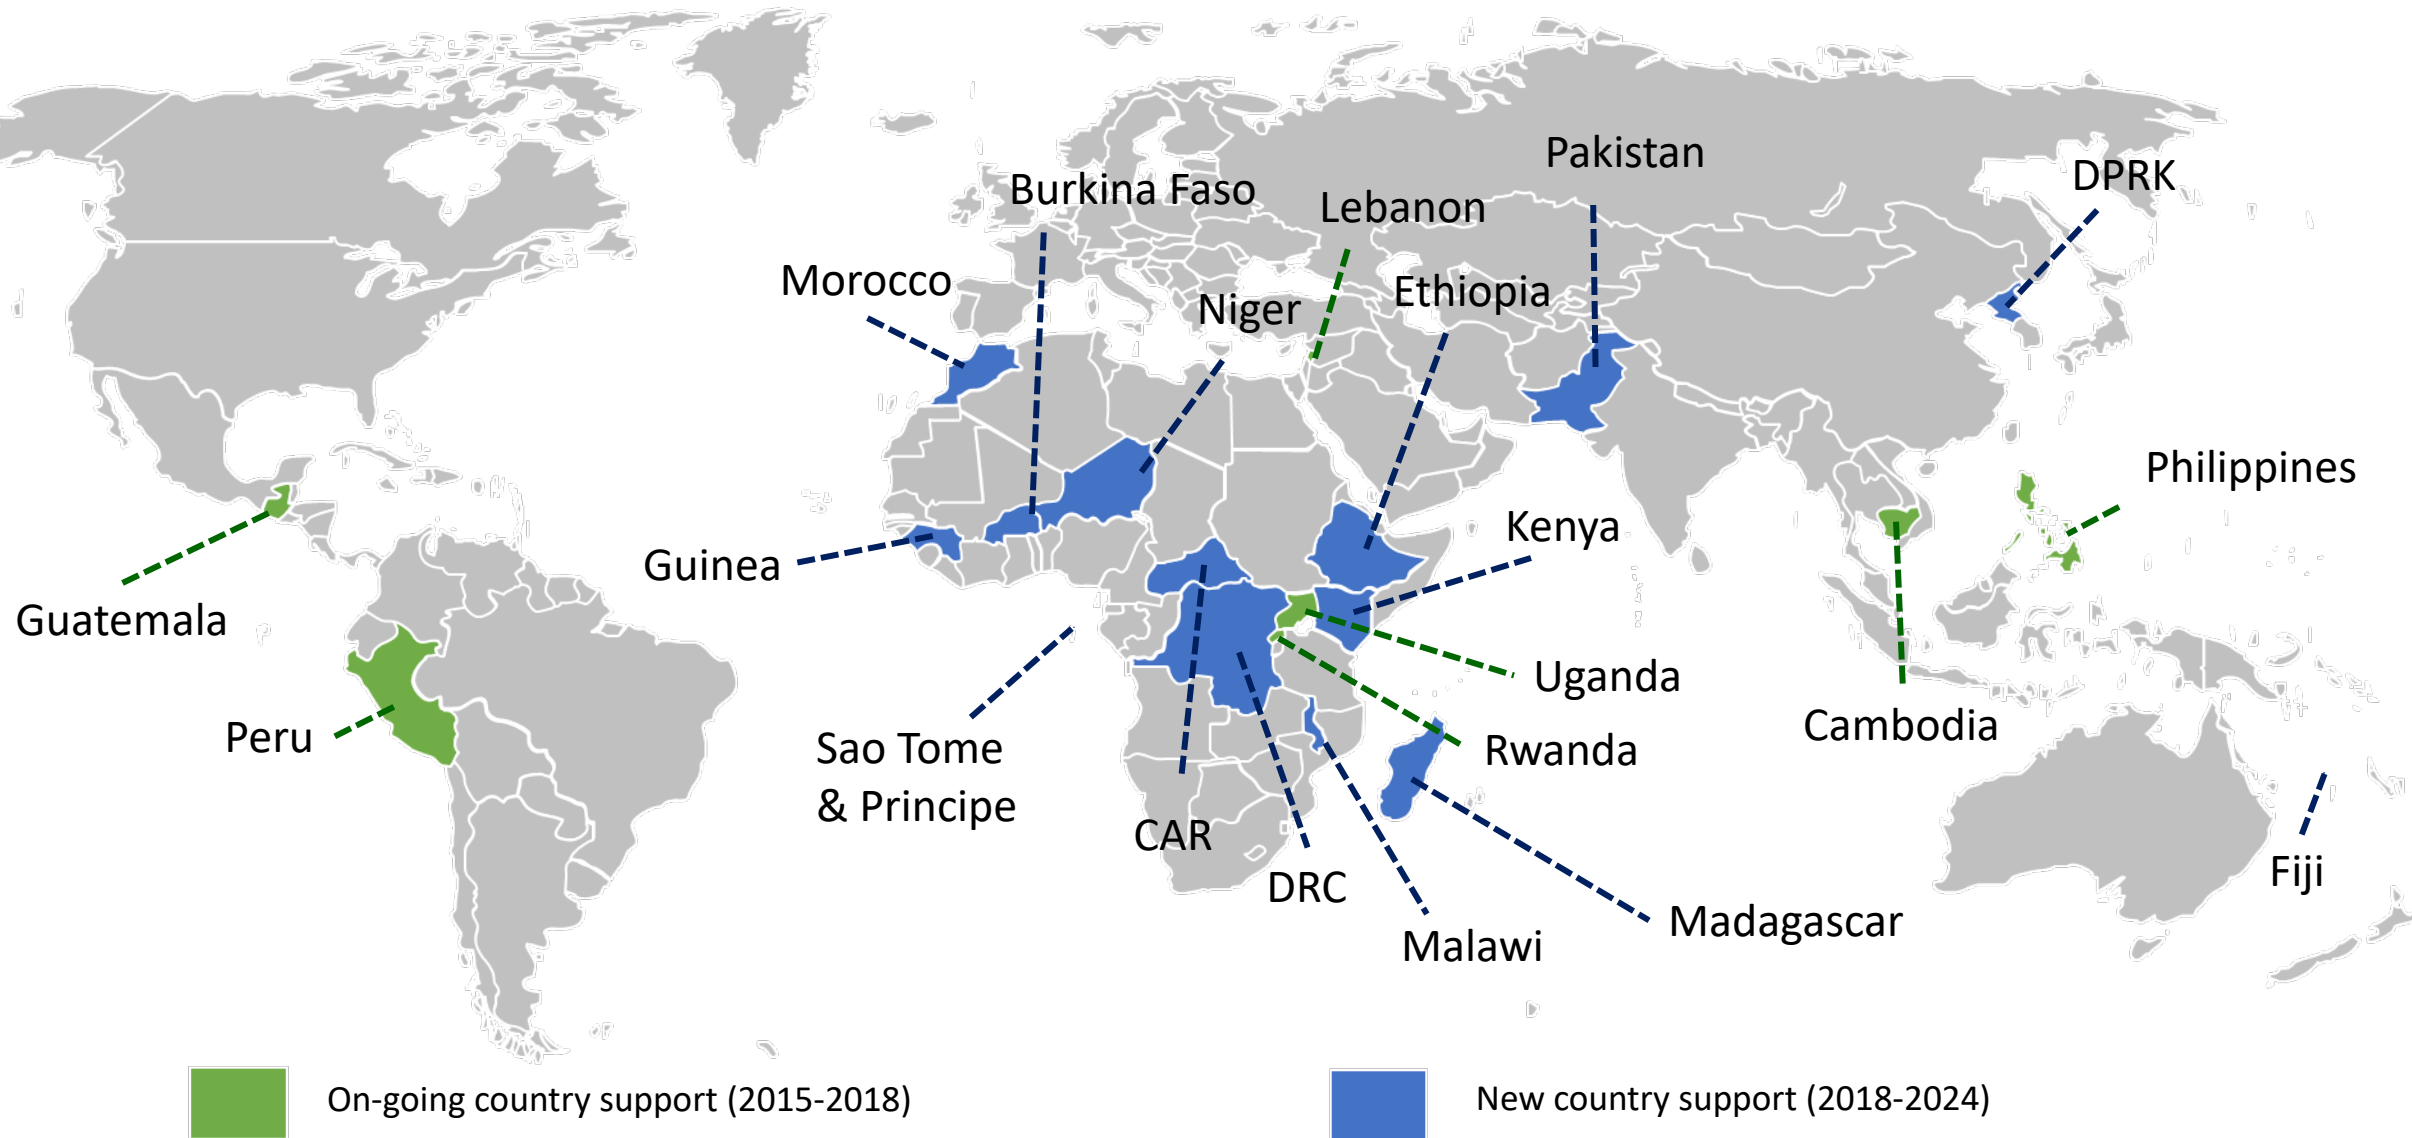 Pakistan
DPRK
Burkina Faso
Lebanon
Morocco
Ethiopia
Niger
Philippines
Kenya
Guinea
Guatemala
Uganda
Cambodia
Peru
Sao Tome
& Principe
Rwanda
CAR
Fiji
DRC
Madagascar
Malawi
On-going country support (2015-2018)
New country support (2018-2024)